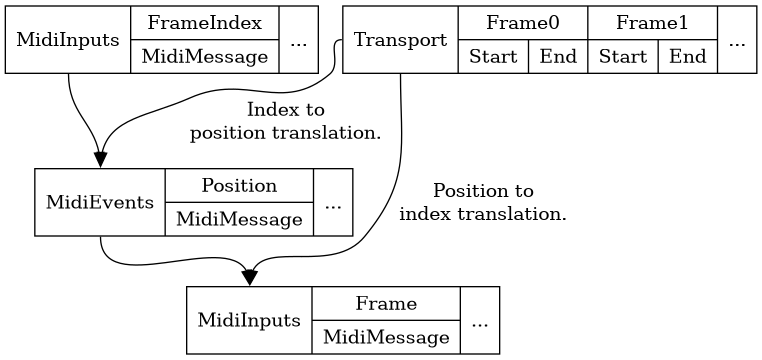 MidiInputs
FrameIndex
MidiMessage
...
Transport
Frame0
Start
End
Frame1
Start
End
...
Index to
position translation.
MidiEvents
Position
MidiMessage
...
Position to
index translation.
MidiInputs
Frame
MidiMessage
...